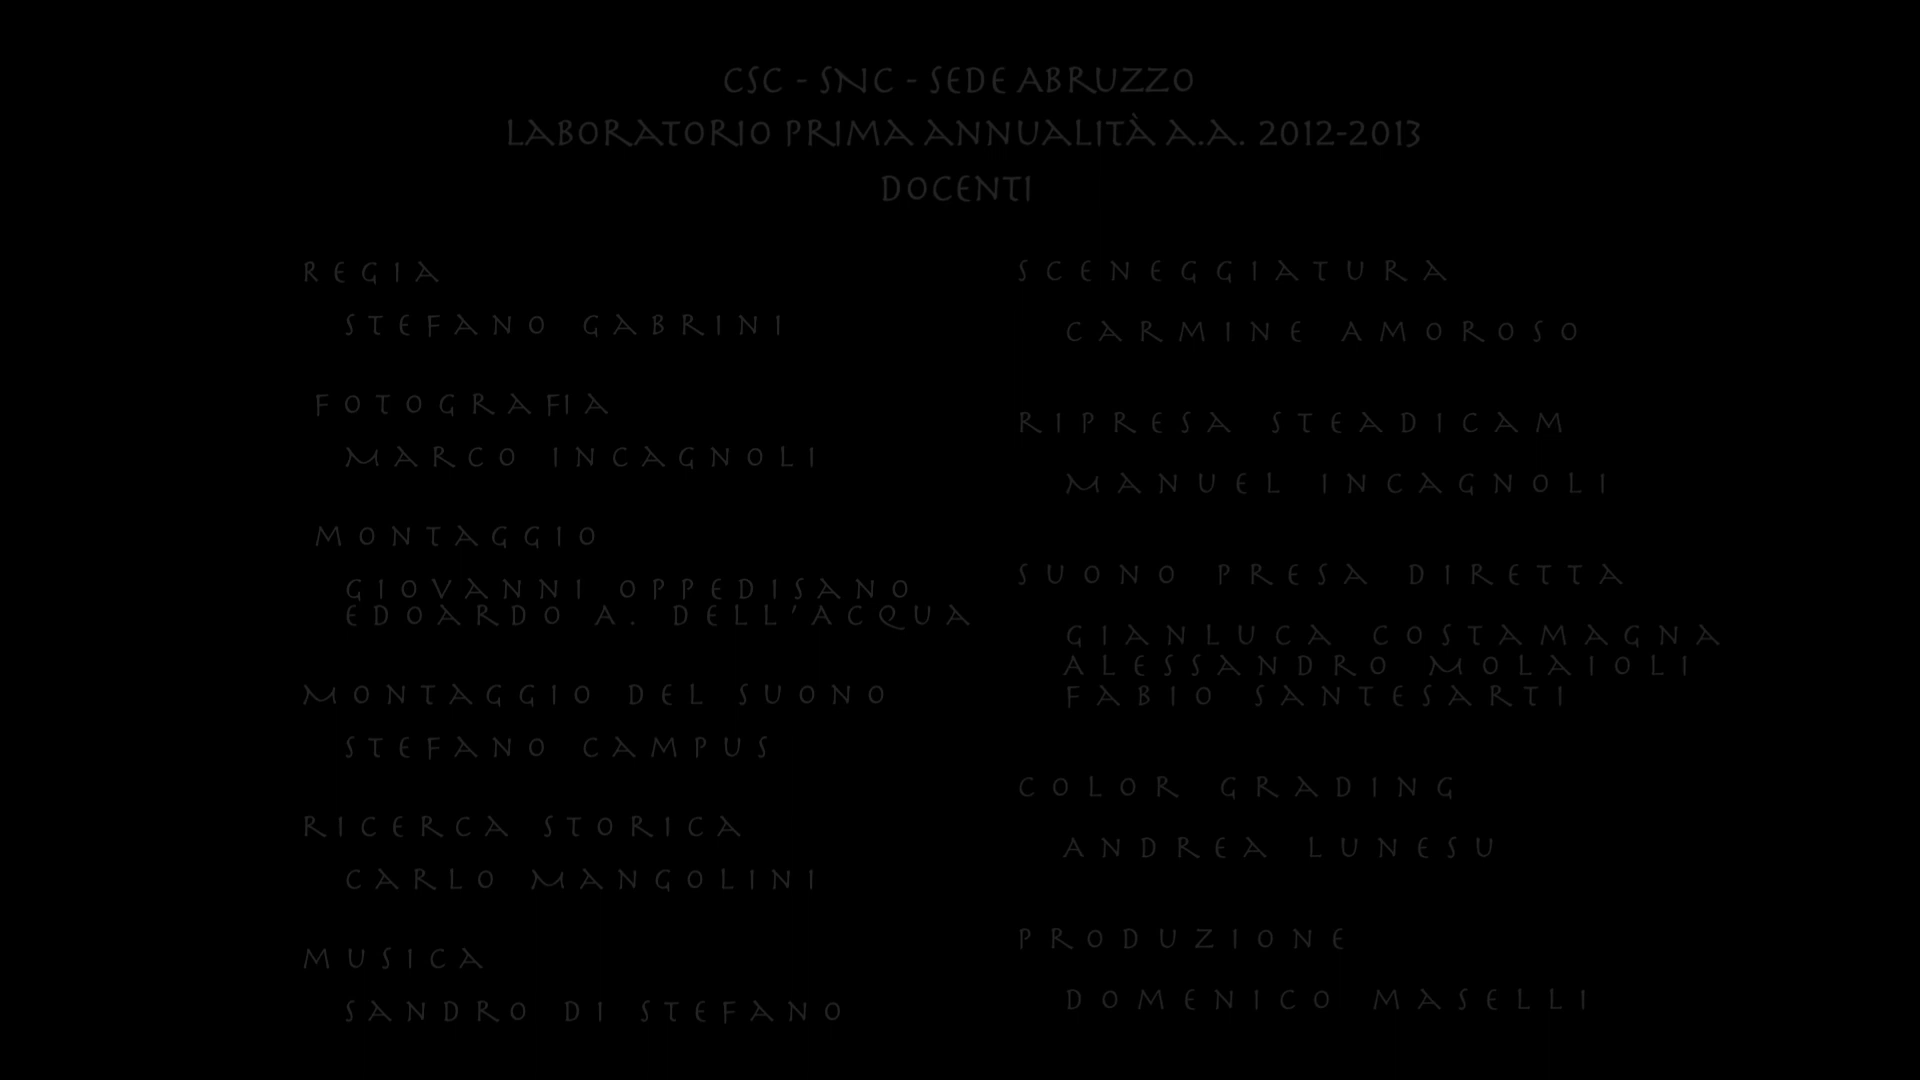 CSC - SNC - SEDE ABRUZZO
LABORATORIO PRIMA ANNUALITÀ A.A. 2012-2013
DOCENTI
REGIA
STEFANO GABRINI
FOTOGRAFIA
MARCO INCAGNOLI
MONTAGGIO
GIOVANNI OPPEDISANO
EDOARDO A. DELL'ACQUA
MONTAGGIO DEL SUONO
STEFANO CAMPUS
RICERCA STORICA
CARLO MANGOLINI
MUSICA
SANDRO DI STEFANO
SCENEGGIATURA
CARMINE AMOROSO
RIPRESA STEADICAM
MANUEL INCAGNOLI
SUONO PRESA DIRETTA
GIANLUCA COSTAMAGNA
ALESSANDRO MOLAIOLI
FABIO SANTESARTI
COLOR GRADING
ANDREA LUNESU
PRODUZIONE
DOMENICO MASELLI